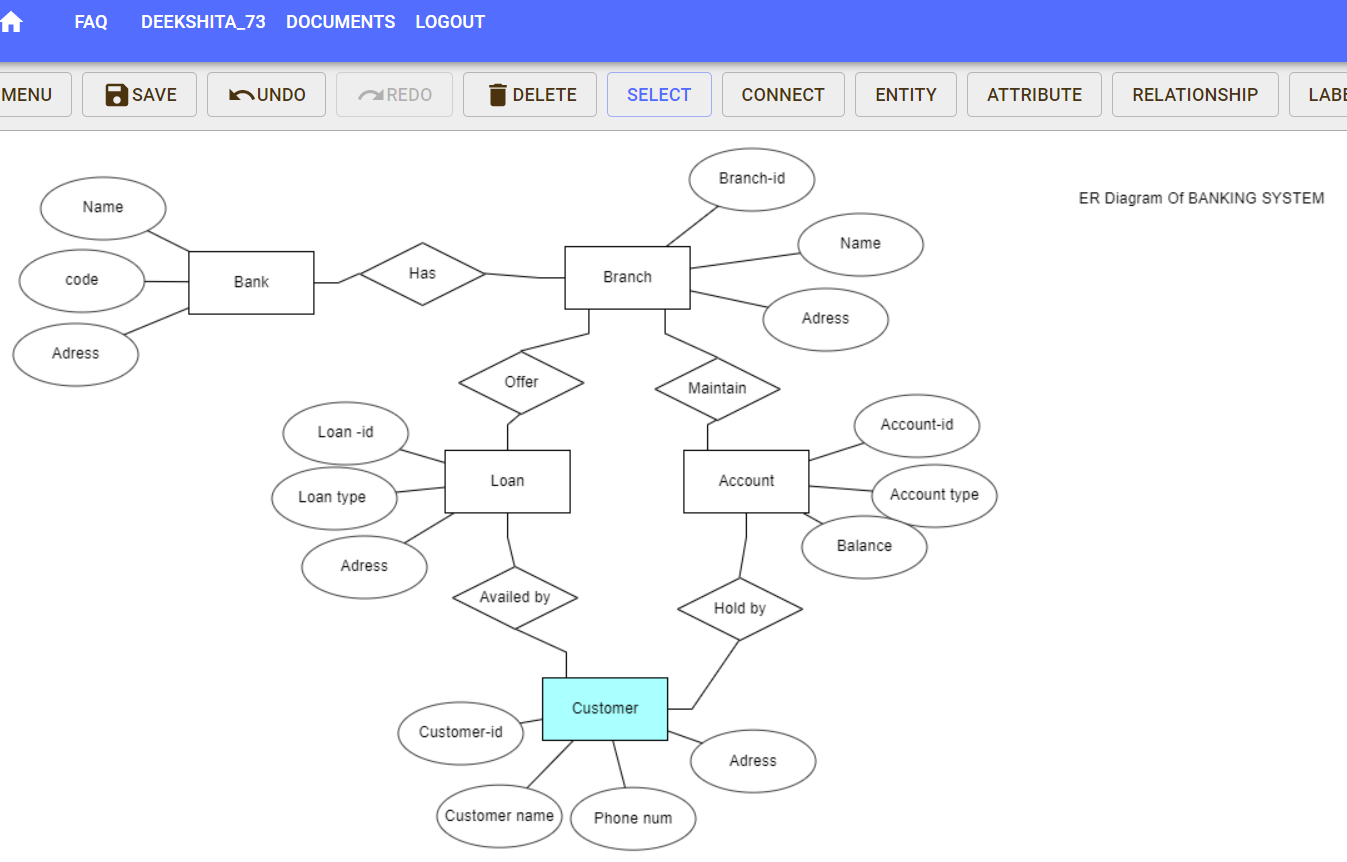 FAQ DEEKSHITA_73 DOCUMENTS LOGOUT
MENU SAVE UNDO REDO DELETE SELECT CONNECT ENTITY ATTRIBUTE RELATIONSHIP LABE
Branch-id
ER Diagram Of BANKING SYSTEM
Name
Name
Has
Branch
code
Bank
Adress
Adress
Offer
Maintain
Loan -id
Account-id
Loan
Account
Loan type
Account type
Balance
Adress
Availed by
Hold by
Customer
Customer-id
Adress
Customer name
Phone num